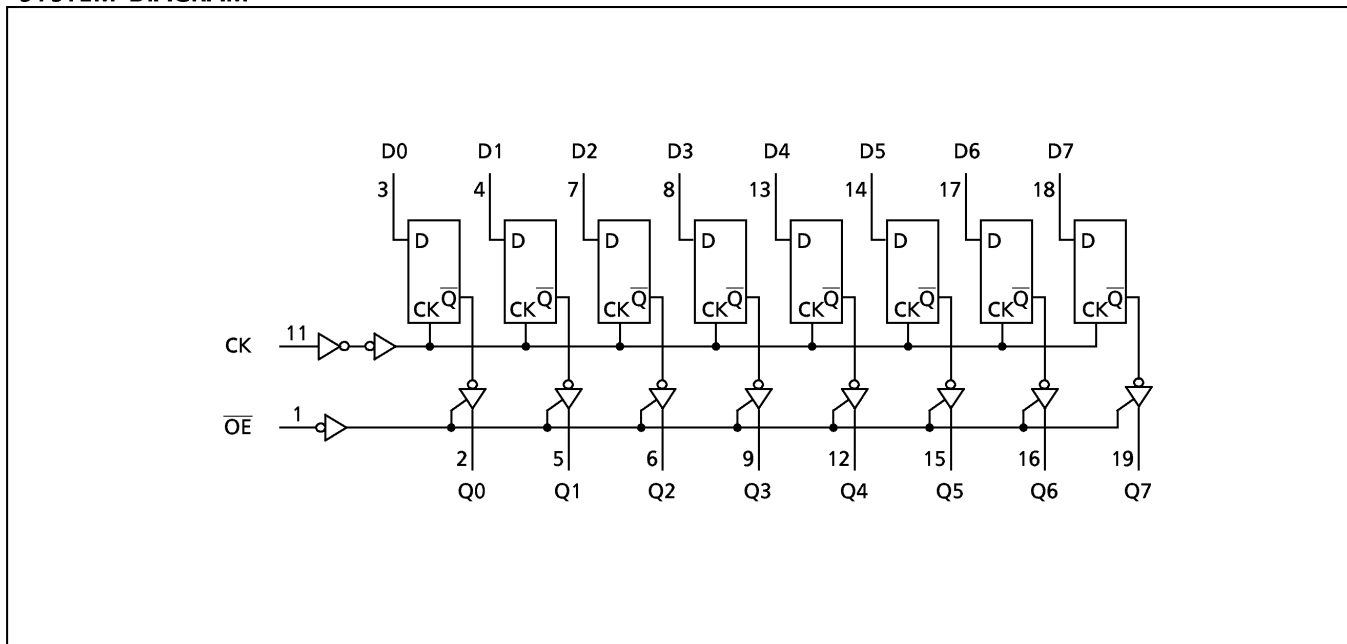 SYSTEM DIAGRAM
D0 D1 D2 D3 D4 D5 D6 D7
3 4 7 8 13 14 17 18
D D D D D D D D
Q̅ Q̅ Q̅ Q̅ Q̅ Q̅ Q̅ Q̅
CK CK CK CK CK CK CK CK
CK 11
O̅E̅ 1
2 5 6 9 12 15 16 19
Q0 Q1 Q2 Q3 Q4 Q5 Q6 Q7